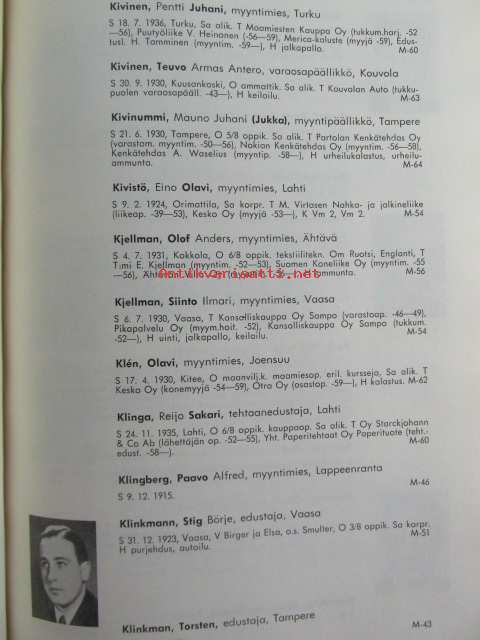 Kivinen, Pentti Juhani, myyntimies, Turku
S 18. 7. 1936, Turku, Sa alik. T Maamiesten Kauppa Oy (tukkum.harj. -52
—56), Puutyöliike V. Heinonen (-56—59), Merica-kaluste (myyjä -59), Edus-
tusl. H. Tamminen (myyntim. -59—), H jalkapallo. M-60
Kivinen, Teuvo Armas Antero, varaosapäällikkö, Kouvola
S 30. 9. 1930, Kuusankoski, O ammattik. Sa alik. T Kouvolan Auto (tukku-
puolen varaosapääll. -43—), H keilailu. M-63
Kivinummi, Mauno Juhani (Jukka), myyntipäällikkö, Tampere
S 21. 6. 1930, Tampere, O 5/8 oppik. Sa alik. T Partolan Kenkätehdas Oy
(varastom. myyntim. -50—56), Nokian Kenkätehdas Oy (myyntim. -56—58),
Kenkätehdas A. Waselius (myyntip. -58—), H urheilukalastus, urheilu-
ammunta. M-64
Kivistö, Eino Olavi, myyntimies, Lahti
S 9. 2. 1924, Orimattila, Sa korpr. T M. Virtasen Nahka- ja jalkineliike
(liikeap. -39—53), Kesko Oy (myyjä -53—), K Vm 2, Vm 2. M-54
Kjellman, Olof Anders, myyntimies, Ähtävä
S 4. 7. 1931, Kokkola, O 6/8 oppik. tekstiilitekn. Om Ruotsi, Englanti, T
T:mi E. Kjellman (myyntim. -52—53), Suomen Koneliike Oy (myyntim. -55
—56), Ähtävän ammunta. M-56
Antikvariaatti.net
Kjellman, Siinto Ilmari, myyntimies, Vaasa
S 6. 7. 1930, Vaasa, T Kansalliskauppa Oy Sampo (varastoap. -46—49),
Pikapalvelu Oy (myym.hoit. -52), Kansalliskauppa Oy Sampo (tukkum.
-52—), H uinti, jalkapallo, keilailu. M-54
Klén, Olavi, myyntimies, Joensuu
S 17. 4. 1930, Kitee, O maanvilj.k. maamiesop. eril. kursseja, Sa alik. T
Kesko Oy (konemyyjä -54—59), Otra Oy (osastop. -59—), H kalastus. M-62
Klinga, Reijo Sakari, tehtaanedustaja, Lahti
S 24. 11. 1935, Lahti, O 6/8 oppik. kauppaop. Sa alik. T Oy Starckjohann
& Co Ab (lähettäjän op. -52—55), Yht. Paperitehtaat Oy Paperituote (teht.-
edust. -58—). M-60
Klingberg, Paavo Alfred, myyntimies, Lappeenranta
S 9. 12. 1915. M-46
Klinkmann, Stig Börje, edustaja, Vaasa
S 31. 12. 1923, Vaasa, V Birger ja Elsa, o.s. Smulter, O 3/8 oppik. Sa korpr.
H purjehdus, autoilu. M-51
Klinkman, Torsten, edustaja, Tampere M-43